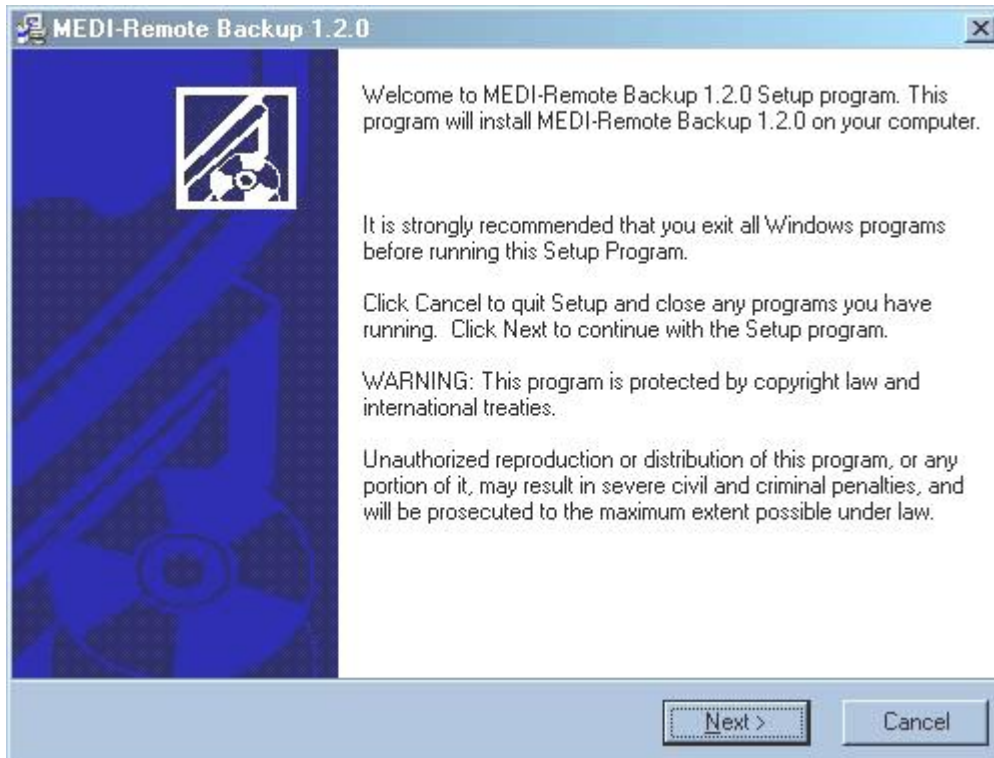 MEDI-Remote Backup 1.2.0
Welcome to MEDI-Remote Backup 1.2.0 Setup program. This
program will install MEDI-Remote Backup 1.2.0 on your computer.
It is strongly recommended that you exit all Windows programs
before running this Setup Program.
Click Cancel to quit Setup and close any programs you have
running.  Click Next to continue with the Setup program.
WARNING: This program is protected by copyright law and
international treaties.
Unauthorized reproduction or distribution of this program, or any
portion of it, may result in severe civil and criminal penalties, and
will be prosecuted to the maximum extent possible under law.
Next >
Cancel